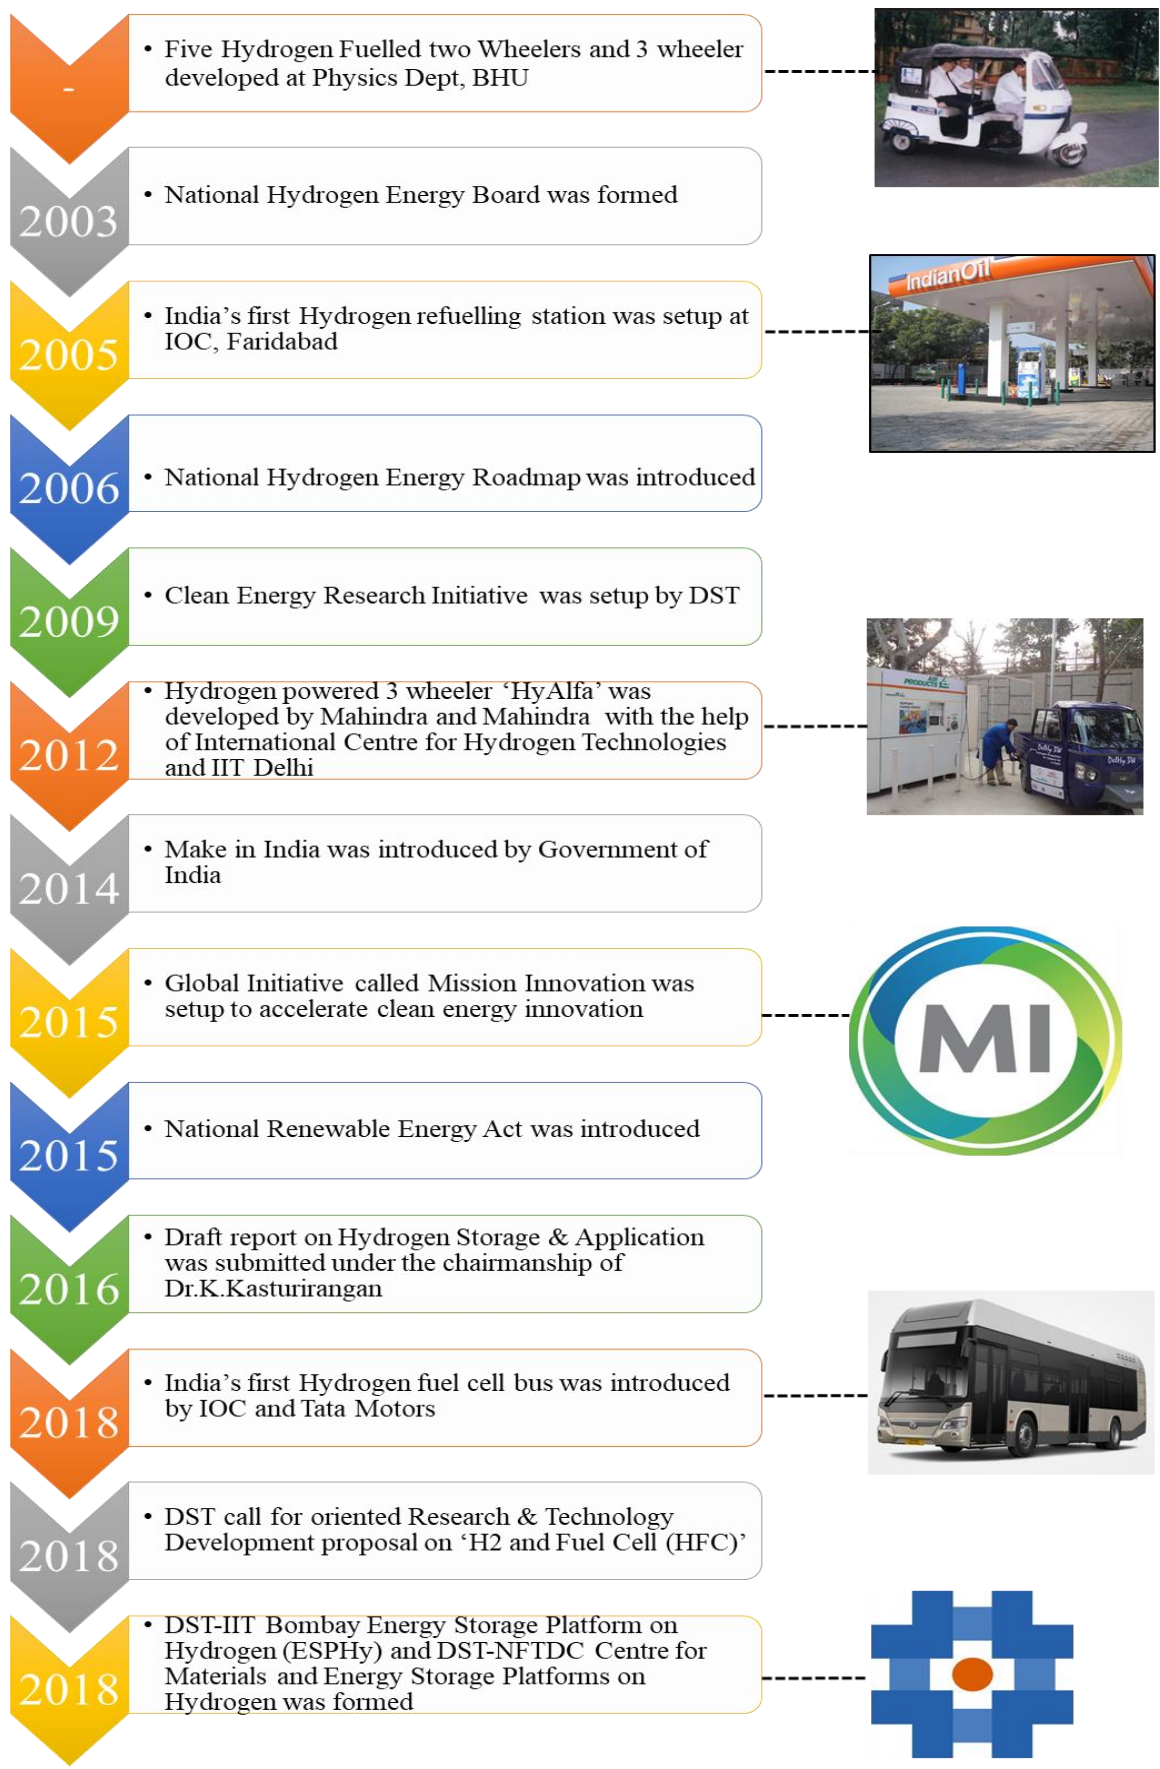 -
• Five Hydrogen Fuelled two Wheelers and 3 wheeler
developed at Physics Dept, BHU
2003
• National Hydrogen Energy Board was formed
2005
• India’s first Hydrogen refuelling station was setup at
IOC, Faridabad
IndianOil
2006
• National Hydrogen Energy Roadmap was introduced
2009
• Clean Energy Research Initiative was setup by DST
2012
• Hydrogen powered 3 wheeler ‘HyAlfa’ was
developed by Mahindra and Mahindra with the help
of International Centre for Hydrogen Technologies
and IIT Delhi
AIR
PRODUCTS
DelHy 3W
DelHy 3W
2014
• Make in India was introduced by Government of
India
2015
• Global Initiative called Mission Innovation was
setup to accelerate clean energy innovation
MI
2015
• National Renewable Energy Act was introduced
2016
• Draft report on Hydrogen Storage & Application
was submitted under the chairmanship of
Dr.K.Kasturirangan
2018
• India’s first Hydrogen fuel cell bus was introduced
by IOC and Tata Motors
2018
• DST call for oriented Research & Technology
Development proposal on ‘H2 and Fuel Cell (HFC)’
2018
• DST-IIT Bombay Energy Storage Platform on
Hydrogen (ESPHy) and DST-NFTDC Centre for
Materials and Energy Storage Platforms on
Hydrogen was formed